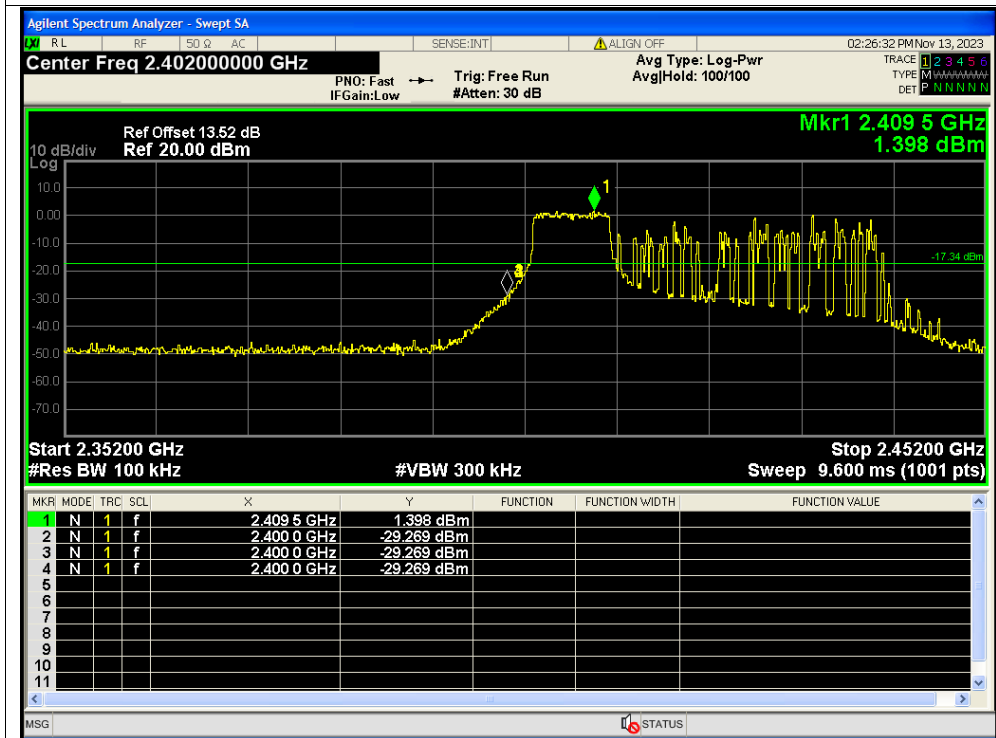 Agilent Spectrum Analyzer - Swept SA
LXI RL RF 50 Ω AC SENSE:INT ALIGN OFF 02:26:32 PM Nov 13, 2023
Center Freq 2.402000000 GHz
PNO: Fast
IFGain:Low
Trig: Free Run
#Atten: 30 dB
Avg Type: Log-Pwr
Avg|Hold: 100/100
TRACE 1 2 3 4 5 6
TYPE M
DET P N N N N N
Mkr1 2.409 5 GHz
1.398 dBm
Ref Offset 13.52 dB
10 dB/div Ref 20.00 dBm
Log
10.0
0.00
-10.0
-20.0
-30.0
-40.0
-50.0
-60.0
-70.0
1
-17.34 dBm
Start 2.35200 GHz
Stop 2.45200 GHz
#Res BW 100 kHz
#VBW 300 kHz
Sweep 9.600 ms (1001 pts)
MKR MODE TRC SCL X Y FUNCTION FUNCTION WIDTH FUNCTION VALUE
1 N 1 f 2.409 5 GHz 1.398 dBm
2 N 1 f 2.400 0 GHz -29.269 dBm
3 N 1 f 2.400 0 GHz -29.269 dBm
4 N 1 f 2.400 0 GHz -29.269 dBm
5
6
7
8
9
10
11
MSG STATUS